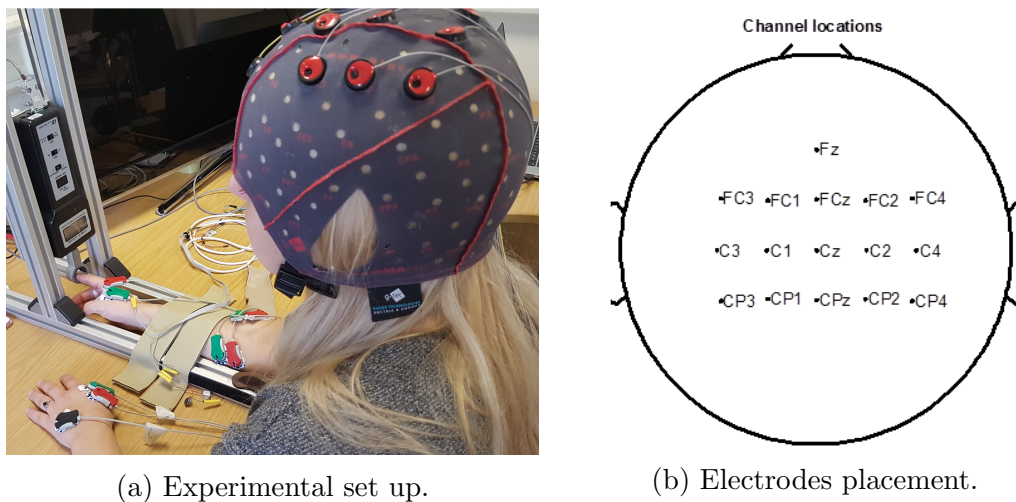 g.tec
Channel locations
Fz
FC3 FC1 FCz FC2 FC4
C3 C1 Cz C2 C4
CP3 CP1 CPz CP2 CP4
(a) Experimental set up.
(b) Electrodes placement.